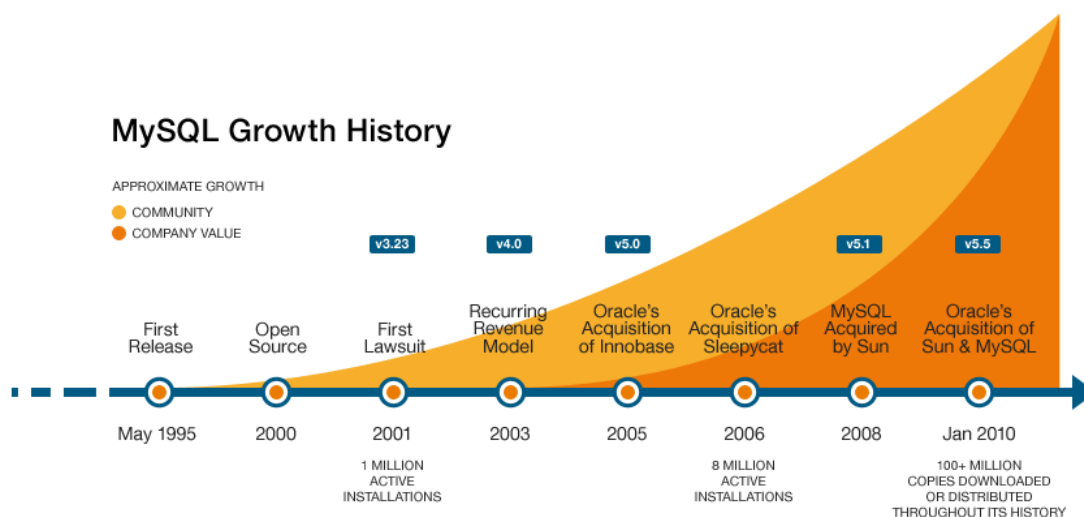 MySQL Growth History
APPROXIMATE GROWTH
COMMUNITY
COMPANY VALUE
v3.23
v4.0
v5.0
v5.1
v5.5
First
Release
Open
Source
First
Lawsuit
Recurring
Revenue
Model
Oracle's
Acquisition
of Innobase
Oracle's
Acquisition of
Sleepycat
MySQL
Acquired
by Sun
Oracle's
Acquisition of
Sun & MySQL
May 1995
2000
2001
2003
2005
2006
2008
Jan 2010
1 MILLION
ACTIVE
INSTALLATIONS
8 MILLION
ACTIVE
INSTALLATIONS
100+ MILLION
COPIES DOWNLOADED
OR DISTRIBUTED
THROUGHOUT ITS HISTORY